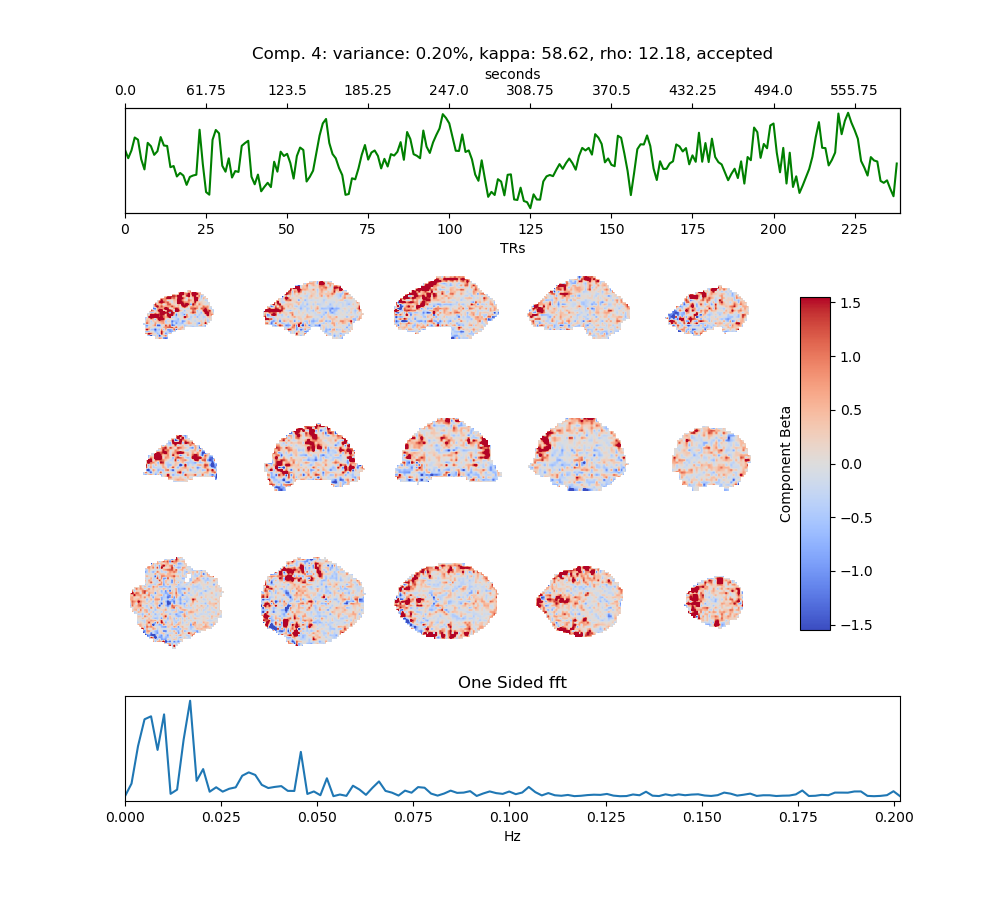 Comp. 4: variance: 0.20%, kappa: 58.62, rho: 12.18, accepted
seconds
0.0 61.75 123.5 185.25 247.0 308.75 370.5 432.25 494.0 555.75
0 25 50 75 100 125 150 175 200 225
TRs
1.5
1.0
0.5
0.0
−0.5
−1.0
−1.5
Component Beta
One Sided fft
0.000 0.025 0.050 0.075 0.100 0.125 0.150 0.175 0.200
Hz